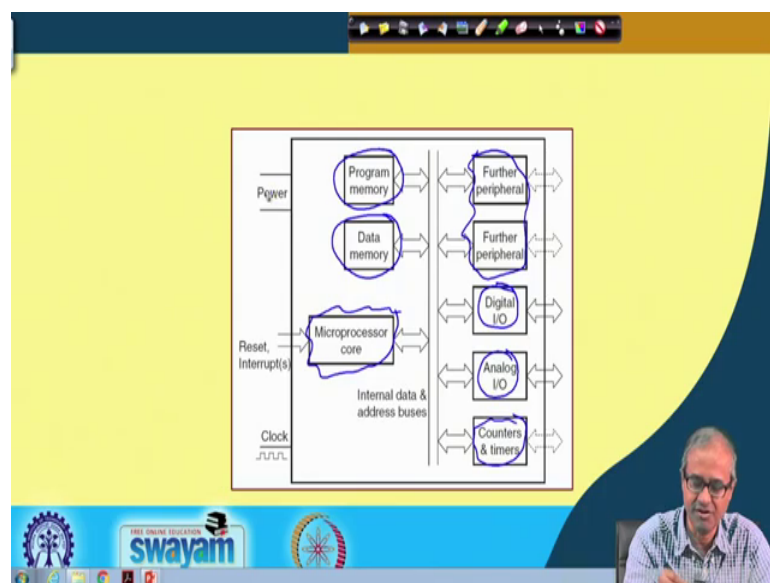 Power
Program
memory
Data
memory
Microprocessor
core
Reset,
Interrupt(s)
Clock
Internal data &
address buses
Further
peripheral
Further
peripheral
Digital
I/O
Analog
I/O
Counters
& timers
FREE ONLINE EDUCATION
swayam